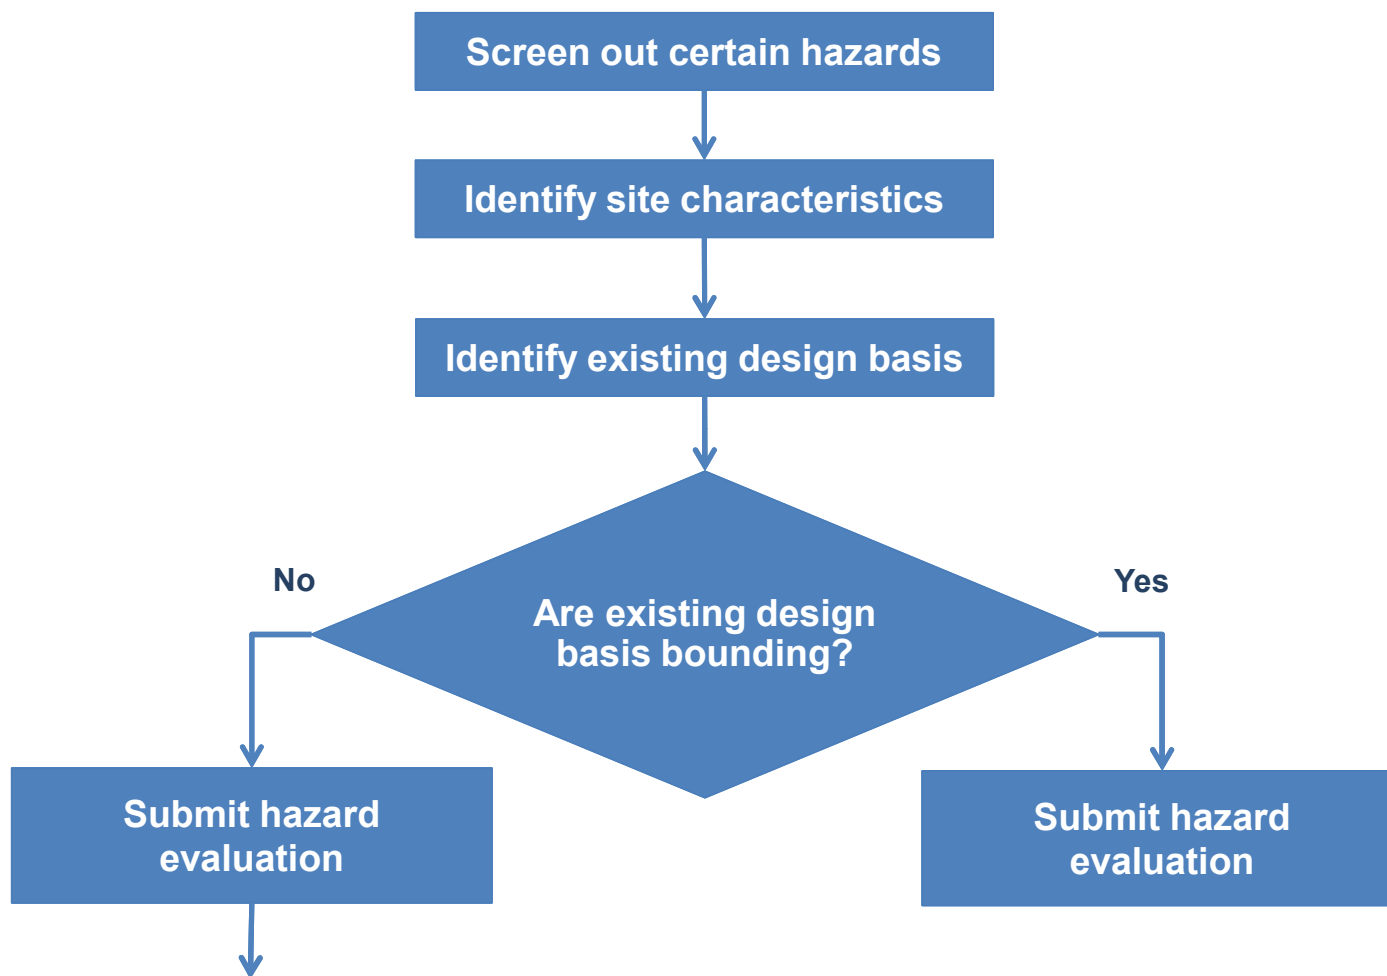 Screen out certain hazards
Identify site characteristics
Identify existing design basis
No
Yes
Are existing design
basis bounding?
Submit hazard
evaluation
Submit hazard
evaluation